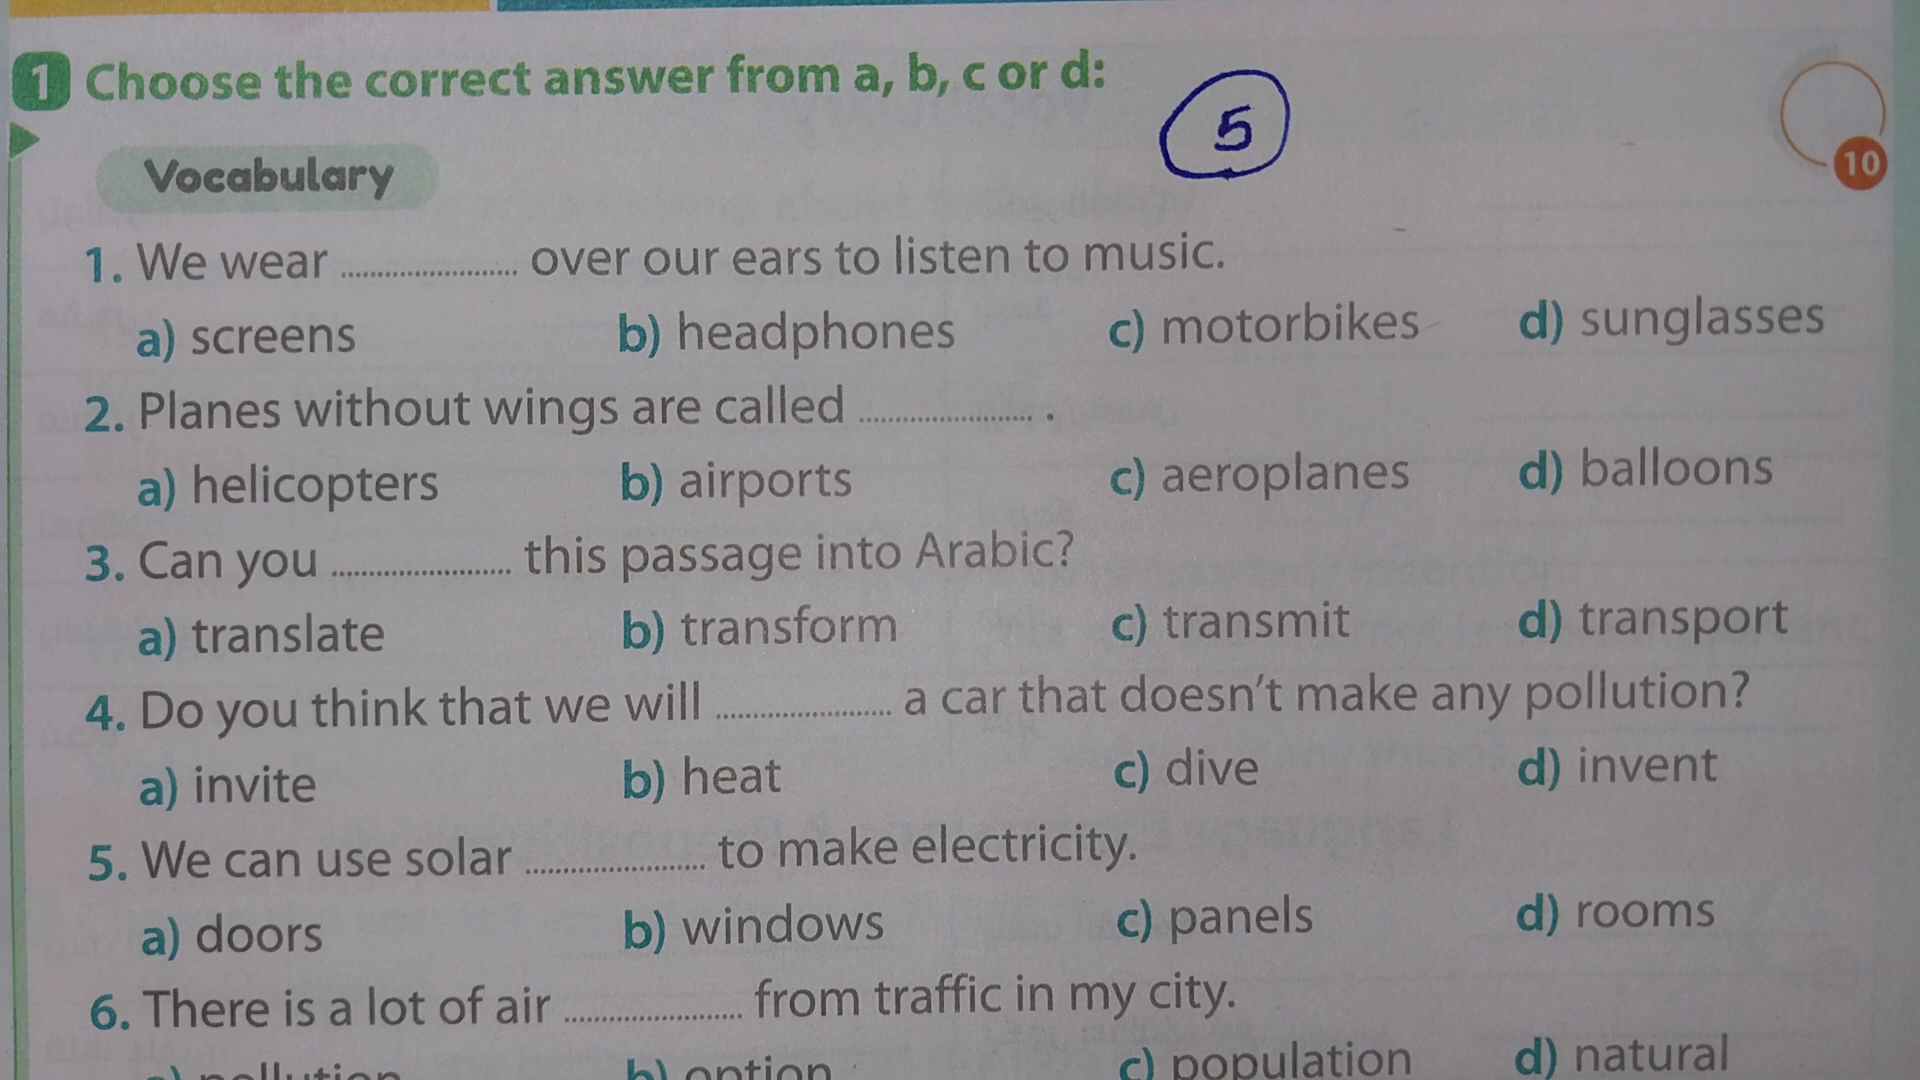 1 Choose the correct answer from a, b, c or d:
5
10
Vocabulary
1. We wear .................... over our ears to listen to music.
a) screens b) headphones c) motorbikes d) sunglasses
2. Planes without wings are called .................... .
a) helicopters b) airports c) aeroplanes d) balloons
3. Can you .................... this passage into Arabic?
a) translate b) transform c) transmit d) transport
4. Do you think that we will .................... a car that doesn't make any pollution?
a) invite b) heat c) dive d) invent
5. We can use solar .................... to make electricity.
a) doors b) windows c) panels d) rooms
6. There is a lot of air .................... from traffic in my city.
a) pollution b) option c) population d) natural